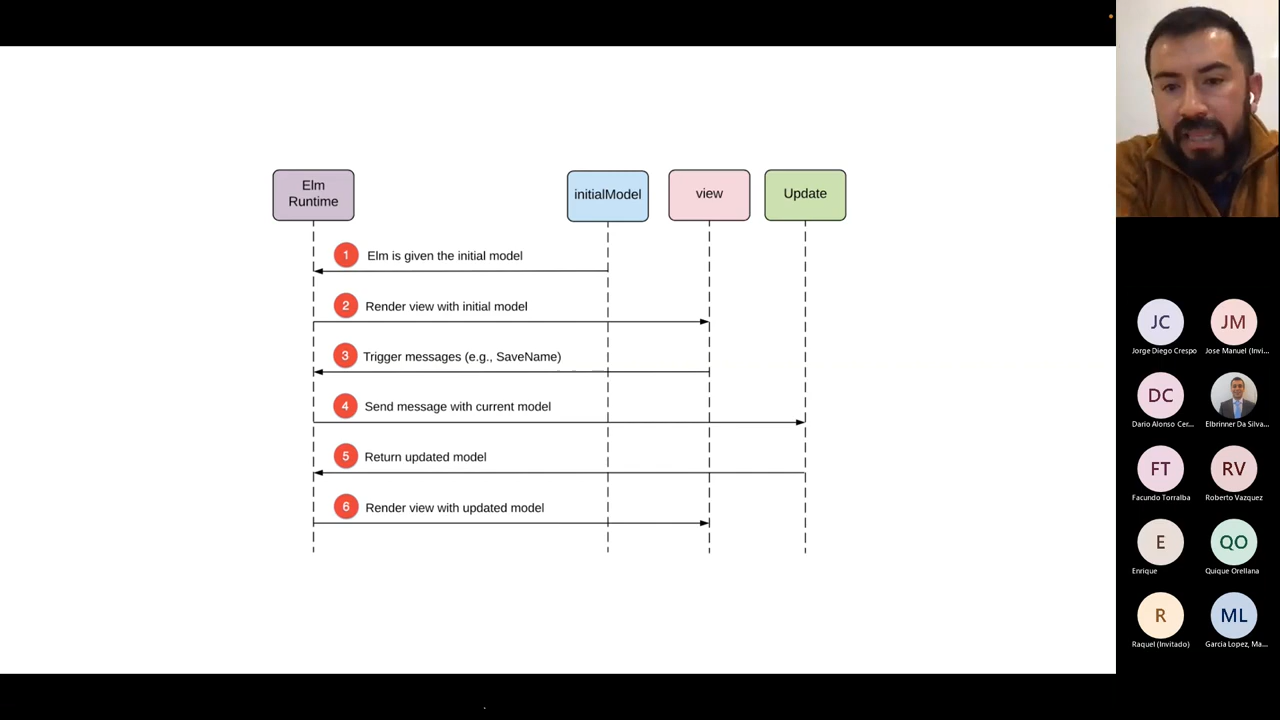 Elm
Runtime
initialModel
view
Update
1 Elm is given the initial model
2 Render view with initial model
3 Trigger messages (e.g., SaveName)
4 Send message with current model
5 Return updated model
6 Render view with updated model
JC
JM
Jorge Diego Crespo
Jose Manuel (Invi...
DC
Dario Alonso Cer...
Elbrinner Da Silva...
FT
RV
Facundo Torralba
Roberto Vazquez
E
QO
Enrique
Quique Orellana
R
ML
Raquel (Invitado)
Garcia Lopez, Ma...